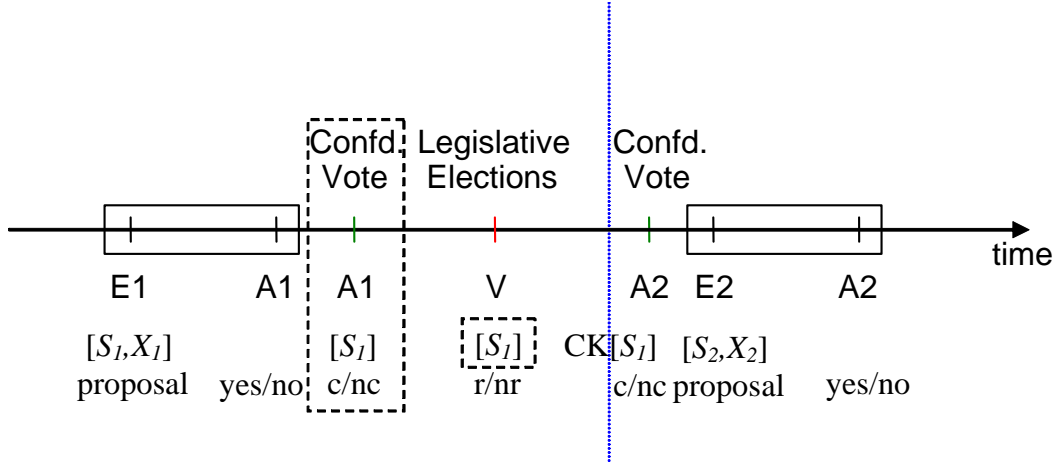 Confd. Legislative Confd.
Vote Elections Vote
time
E1 A1 A1 V A2 E2 A2
[S1,X1] [S1] [S1] CK[S1] [S2,X2]
proposal yes/no c/nc r/nr c/nc proposal yes/no